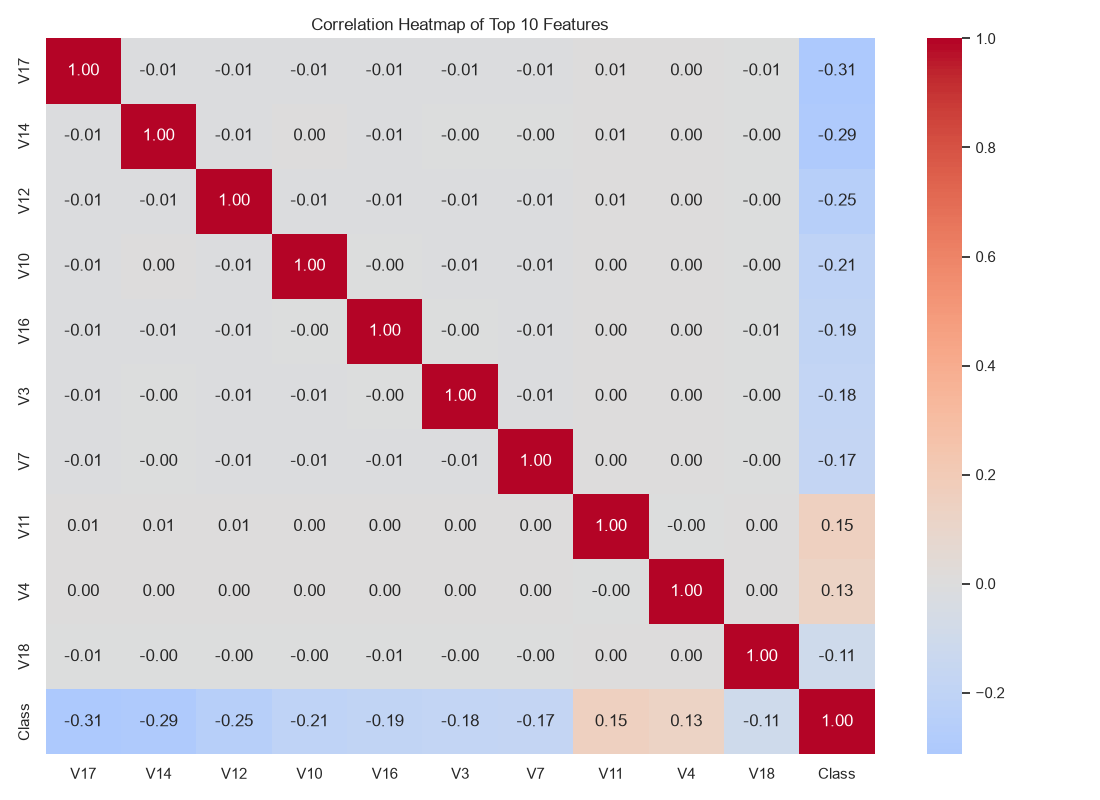 Correlation Heatmap of Top 10 Features
V17 1.00 -0.01 -0.01 -0.01 -0.01 -0.01 -0.01 0.01 0.00 -0.01 -0.31
V14 -0.01 1.00 -0.01 0.00 -0.01 -0.00 -0.00 0.01 0.00 -0.00 -0.29
V12 -0.01 -0.01 1.00 -0.01 -0.01 -0.01 -0.01 0.01 0.00 -0.00 -0.25
V10 -0.01 0.00 -0.01 1.00 -0.00 -0.01 -0.01 0.00 0.00 -0.00 -0.21
V16 -0.01 -0.01 -0.01 -0.00 1.00 -0.00 -0.01 0.00 0.00 -0.01 -0.19
V3 -0.01 -0.00 -0.01 -0.01 -0.00 1.00 -0.01 0.00 0.00 -0.00 -0.18
V7 -0.01 -0.00 -0.01 -0.01 -0.01 -0.01 1.00 0.00 0.00 -0.00 -0.17
V11 0.01 0.01 0.01 0.00 0.00 0.00 0.00 1.00 -0.00 0.00 0.15
V4 0.00 0.00 0.00 0.00 0.00 0.00 0.00 -0.00 1.00 0.00 0.13
V18 -0.01 -0.00 -0.00 -0.00 -0.01 -0.00 -0.00 0.00 0.00 1.00 -0.11
Class -0.31 -0.29 -0.25 -0.21 -0.19 -0.18 -0.17 0.15 0.13 -0.11 1.00
V17 V14 V12 V10 V16 V3 V7 V11 V4 V18 Class
1.0
0.8
0.6
0.4
0.2
0.0
−0.2